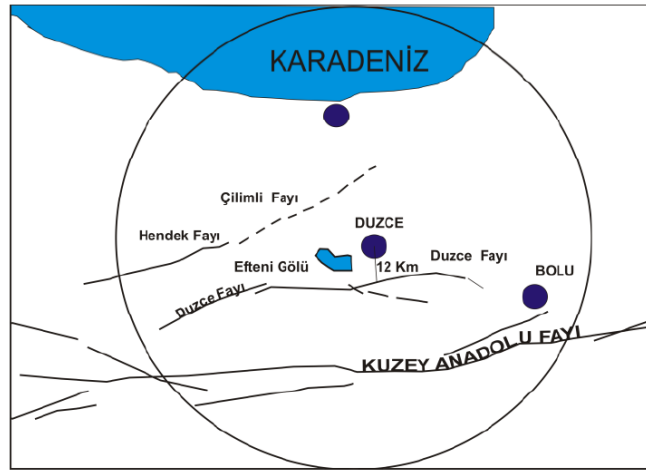 KARADENİZ
Çilimli Fayı
Hendek Fayı
DUZCE
Efteni Gölü
12 Km
Duzce Fayı
BOLU
Duzce Fayı
KUZEY ANADOLU FAYI